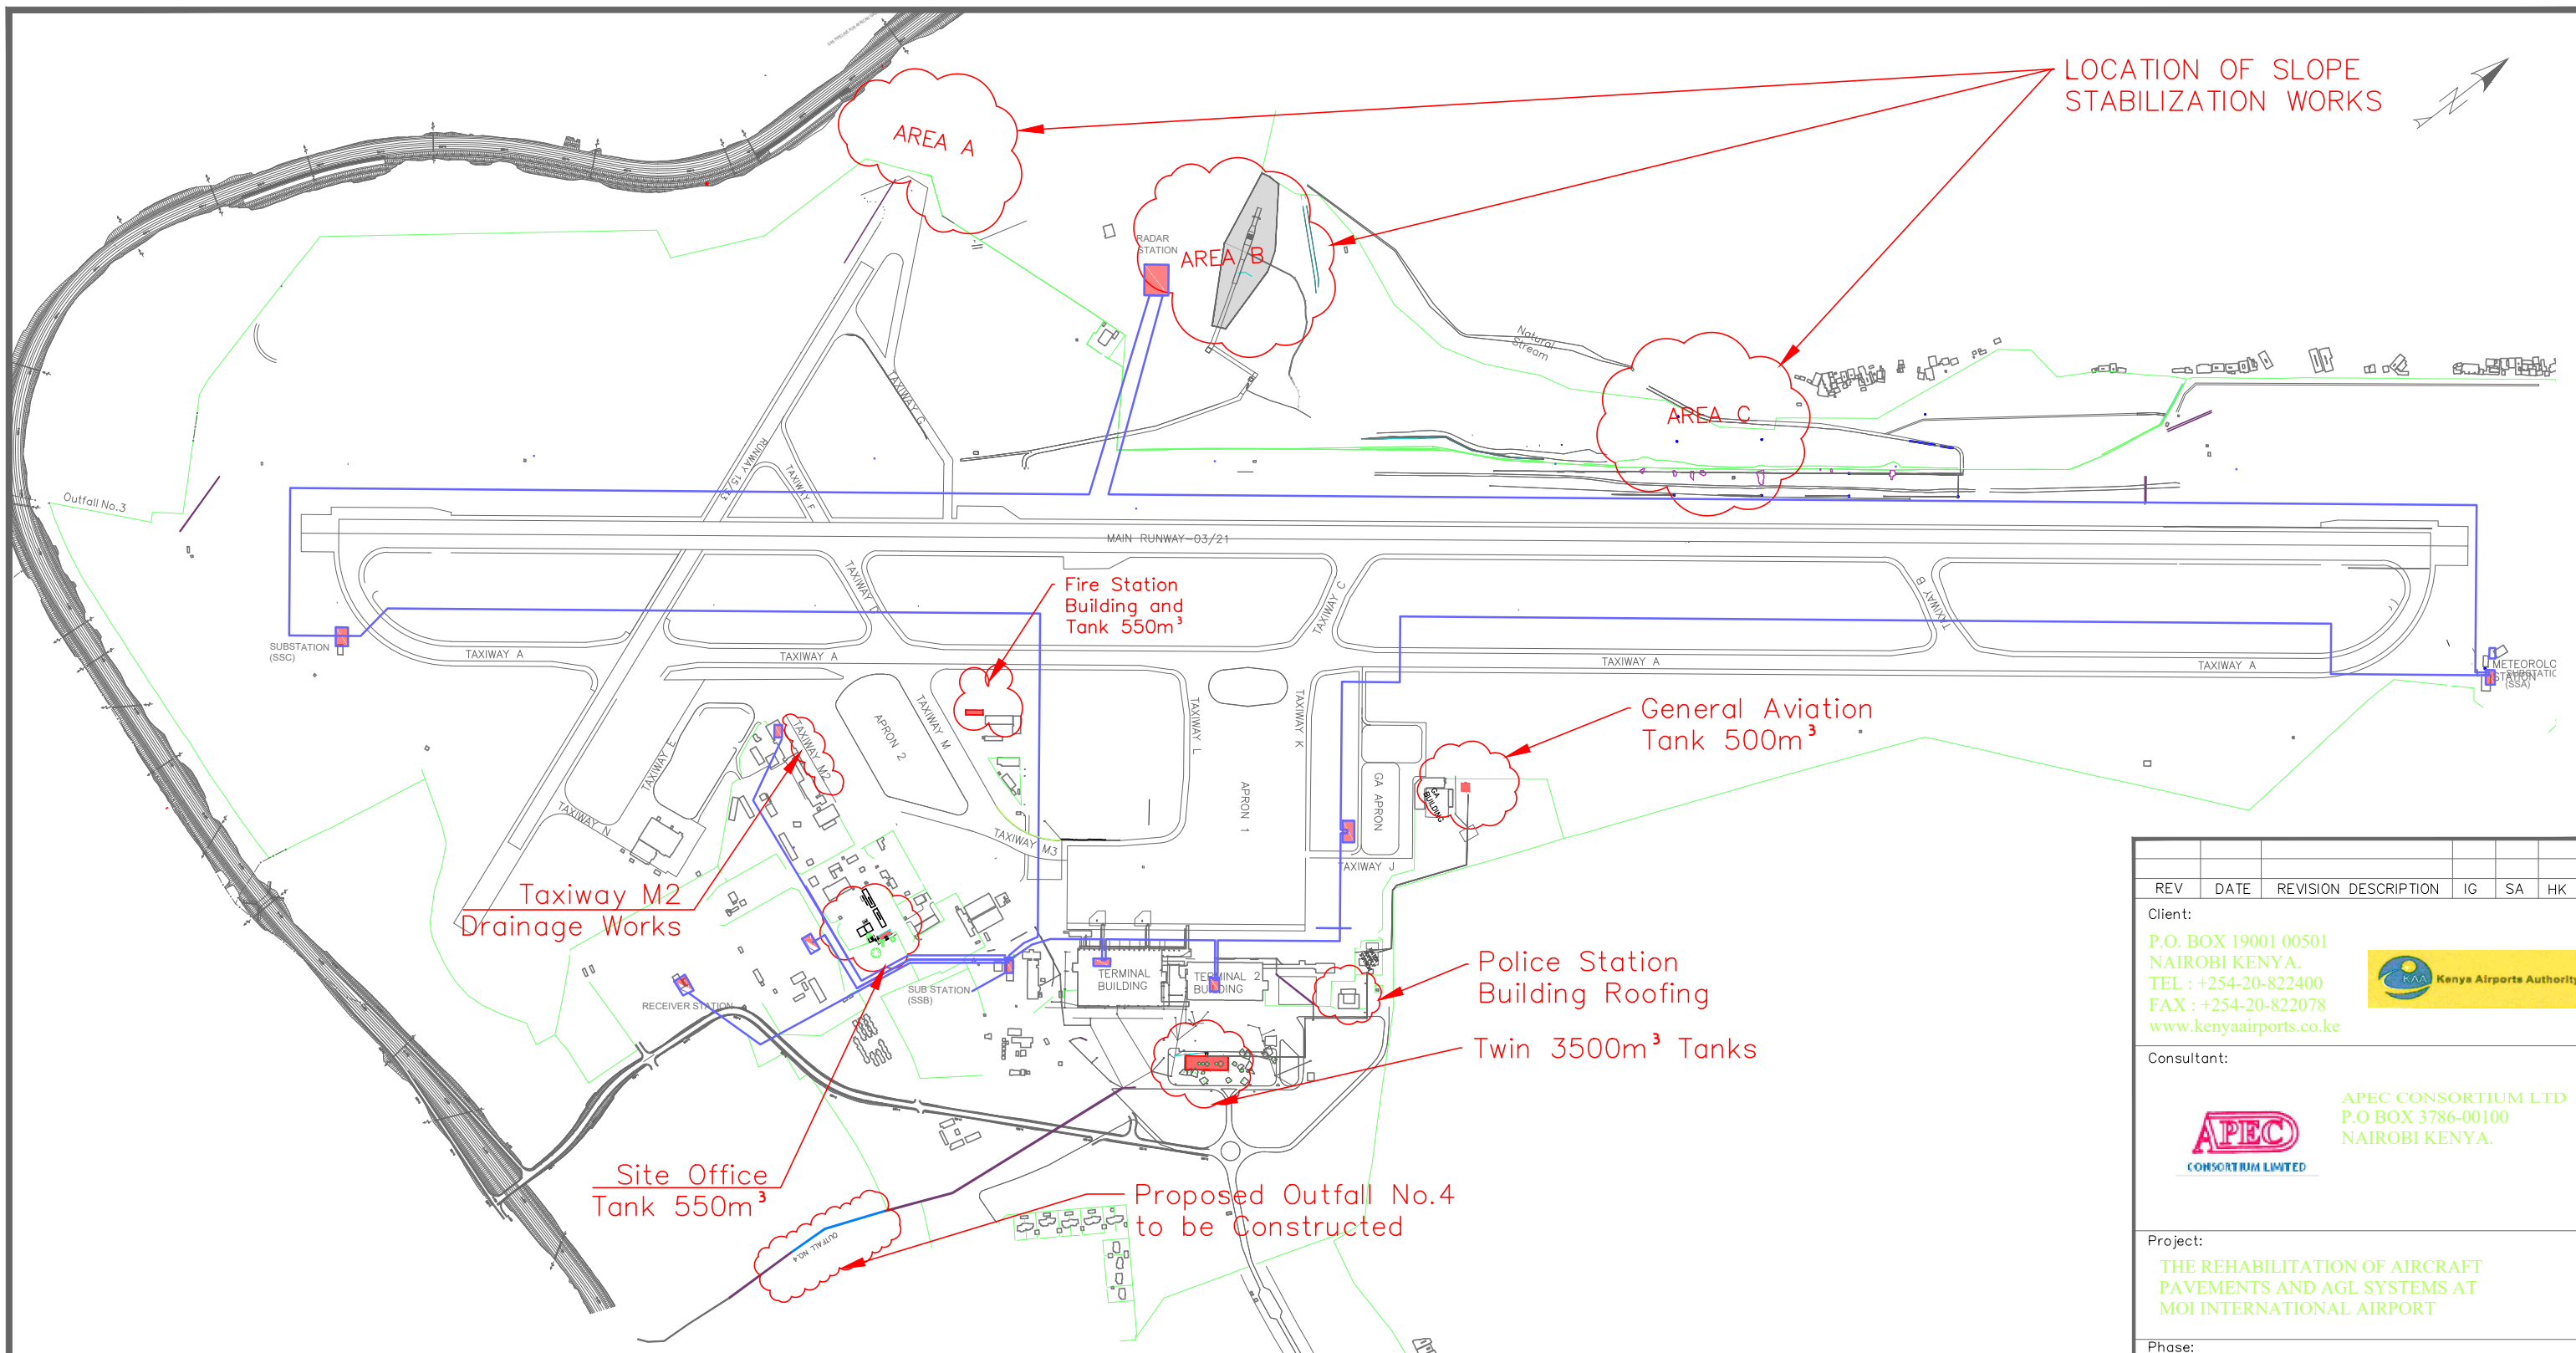 LOCATION OF SLOPE
STABILIZATION WORKS
AREA A
RADAR
STATION
AREA B
Natural
Stream
AREA C
TAXIWAY G
RUNWAY 15/33
TAXIWAY F
Outfall No.3
MAIN RUNWAY-03/21
TAXIWAY D
Fire Station
Building and
Tank 550m³
TAXIWAY C
TAXIWAY B
SUBSTATION
(SSC)
TAXIWAY A
TAXIWAY A
TAXIWAY A
TAXIWAY A
METEOROLO
STATION
SUBSTATIO
(SSA)
General Aviation
Tank 500m³
TAXIWAY E
TAXIWAY M2
APRON 2
TAXIWAY M
TAXIWAY L
TAXIWAY K
APRON 1
GA APRON
GA
BUILDING
TAXIWAY N
TAXIWAY M3
TAXIWAY J
Taxiway M2
Drainage Works
RECEIVER STATION
SUB STATION
(SSB)
TERMINAL
BUILDING
TERMINAL 2
BUILDING
Police Station
Building Roofing
Twin 3500m³ Tanks
Site Office
Tank 550m³
Proposed Outfall No.4
to be Constructed
OUTFALL NO.4
REV DATE REVISION DESCRIPTION IG SA HK
Client:
P.O. BOX 19001 00501
NAIROBI KENYA.
TEL : +254-20-822400
FAX : +254-20-822078
www.kenyaairports.co.ke
KAA Kenya Airports Authority
Consultant:
APEC
CONSORTIUM LIMITED
APEC CONSORTIUM LTD
P.O BOX 3786-00100
NAIROBI KENYA.
Project:
THE REHABILITATION OF AIRCRAFT
PAVEMENTS AND AGL SYSTEMS AT
MOI INTERNATIONAL AIRPORT
Phase: